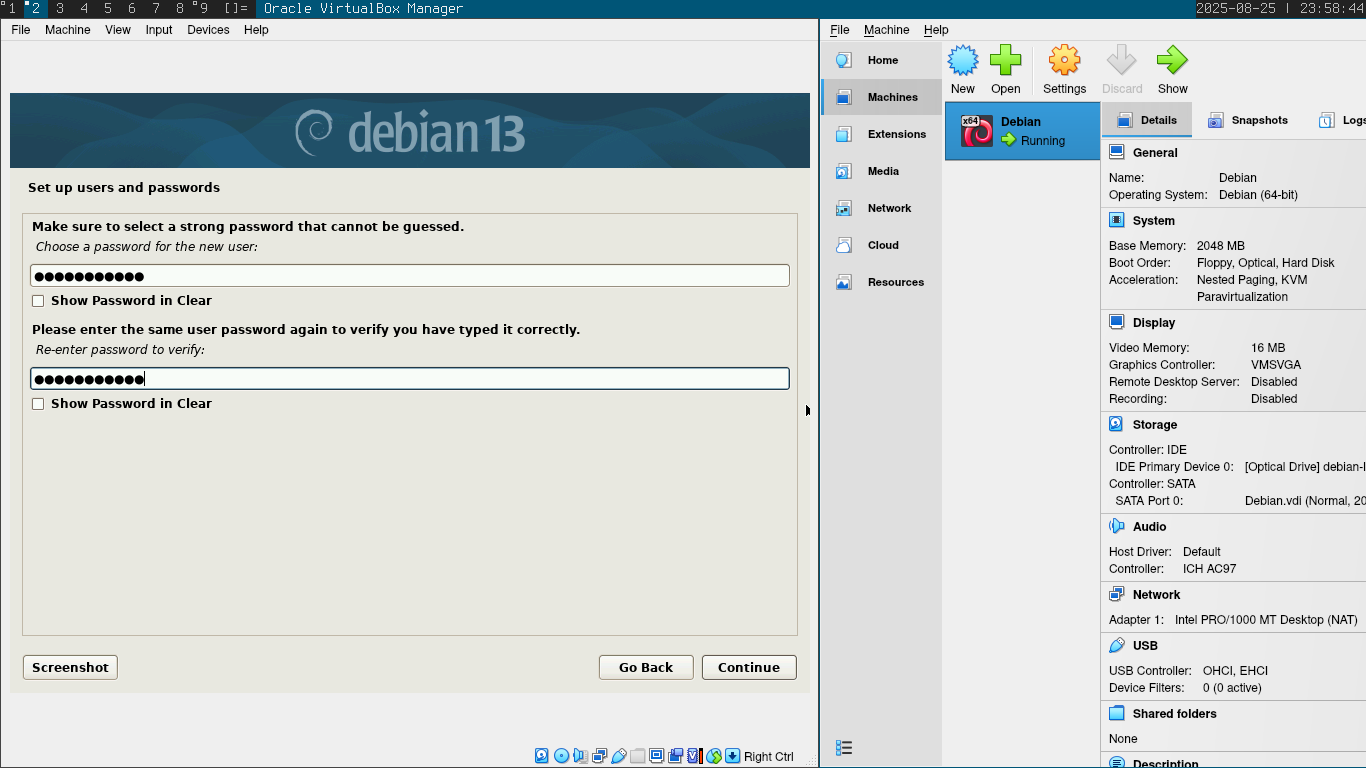 1 2 3 4 5 6 7 8 9 []= Oracle VirtualBox Manager 2025-08-25 | 23:58:44
File Machine View Input Devices Help
debian 13
Set up users and passwords
Make sure to select a strong password that cannot be guessed.
Choose a password for the new user:
●●●●●●●●●●●
Show Password in Clear
Please enter the same user password again to verify you have typed it correctly.
Re-enter password to verify:
●●●●●●●●●●●
Show Password in Clear
Screenshot Go Back Continue
Right Ctrl
File Machine Help
Home
Machines
Extensions
Media
Network
Cloud
Resources
New Open Settings Discard Show
x64 Debian
Running
Details Snapshots Logs
General
Name: Debian
Operating System: Debian (64-bit)
System
Base Memory: 2048 MB
Boot Order: Floppy, Optical, Hard Disk
Acceleration: Nested Paging, KVM
Paravirtualization
Display
Video Memory: 16 MB
Graphics Controller: VMSVGA
Remote Desktop Server: Disabled
Recording: Disabled
Storage
Controller: IDE
IDE Primary Device 0: [Optical Drive] debian-
Controller: SATA
SATA Port 0: Debian.vdi (Normal, 20
Audio
Host Driver: Default
Controller: ICH AC97
Network
Adapter 1: Intel PRO/1000 MT Desktop (NAT)
USB
USB Controller: OHCI, EHCI
Device Filters: 0 (0 active)
Shared folders
None
Description